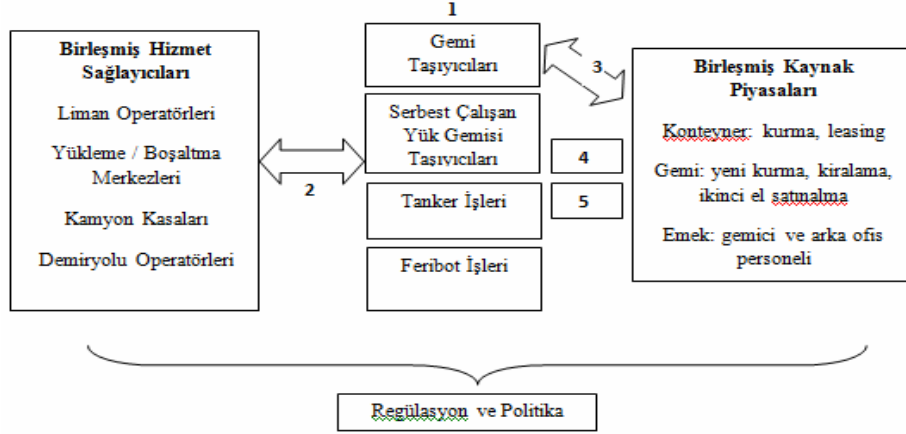 Birleşmiş Hizmet
Sağlayıcıları
Liman Operatörleri
Yükleme / Boşaltma
Merkezleri
Kamyon Kasaları
Demiryolu Operatörleri
2
1
Gemi
Taşıyıcıları
Serbest Çalışan
Yük Gemisi
Taşıyıcıları
Tanker İşleri
Feribot İşleri
3
4
5
Birleşmiş Kaynak
Piyasaları
Konteyner: kurma, leasing
Gemi: yeni kurma, kiralama,
ikinci el satınalma
Emek: gemici ve arka ofis
personeli
Regülasyon ve Politika